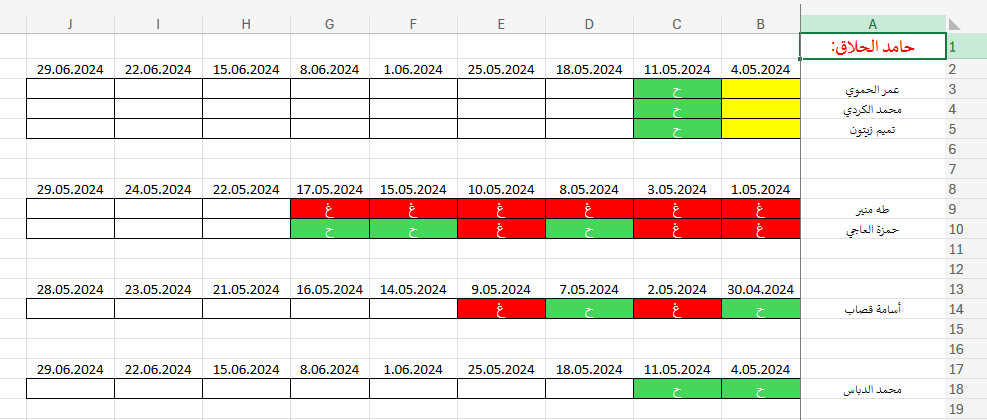 A B C D E F G H I J
1 حامد الحلاق:
2 4.05.2024 11.05.2024 18.05.2024 25.05.2024 1.06.2024 8.06.2024 15.06.2024 22.06.2024 29.06.2024
3 عمر الحموي ح
4 محمد الكردي ح
5 تميم زيتون ح
6
7
8 1.05.2024 3.05.2024 8.05.2024 10.05.2024 15.05.2024 17.05.2024 22.05.2024 24.05.2024 29.05.2024
9 طه منير غ غ غ غ غ غ
10 حمزة العاجي غ غ ح غ ح ح
11
12
13 30.04.2024 2.05.2024 7.05.2024 9.05.2024 14.05.2024 16.05.2024 21.05.2024 23.05.2024 28.05.2024
14 أسامة قصاب ح غ ح غ
15
16
17 4.05.2024 11.05.2024 18.05.2024 25.05.2024 1.06.2024 8.06.2024 15.06.2024 22.06.2024 29.06.2024
18 محمد الدباس ح ح
19